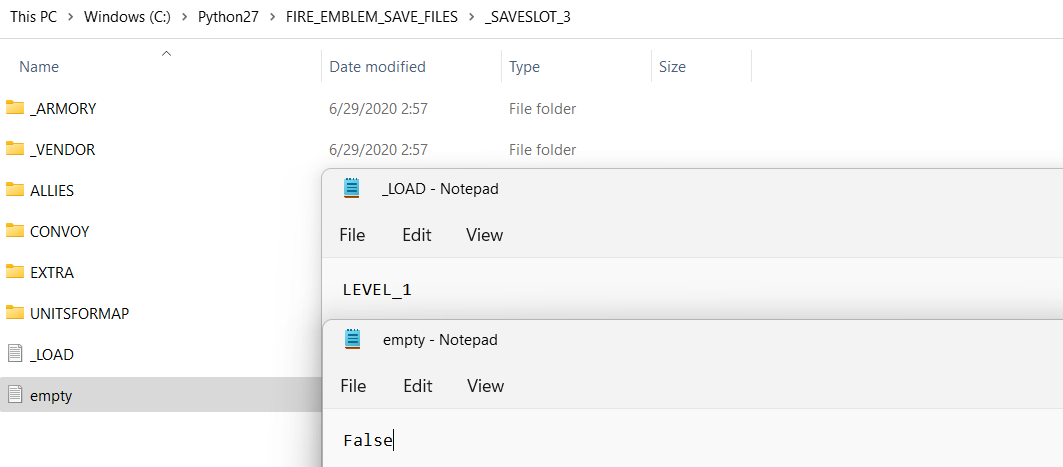 This PC > Windows (C:) > Python27 > FIRE_EMBLEM_SAVE_FILES > _SAVESLOT_3
Name Date modified Type Size
_ARMORY 6/29/2020 2:57 File folder
_VENDOR 6/29/2020 2:57 File folder
ALLIES
CONVOY
EXTRA
UNITSFORMAP
_LOAD
empty
_LOAD - Notepad
File Edit View
LEVEL_1
empty - Notepad
File Edit View
False